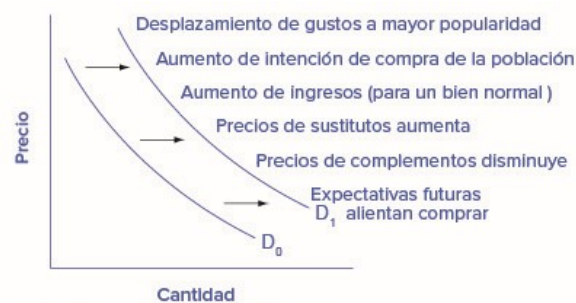 Desplazamiento de gustos a mayor popularidad
Aumento de intención de compra de la población
Aumento de ingresos (para un bien normal )
Precios de sustitutos aumenta
Precios de complementos disminuye
Expectativas futuras
D1 alientan comprar
D0
Precio
Cantidad